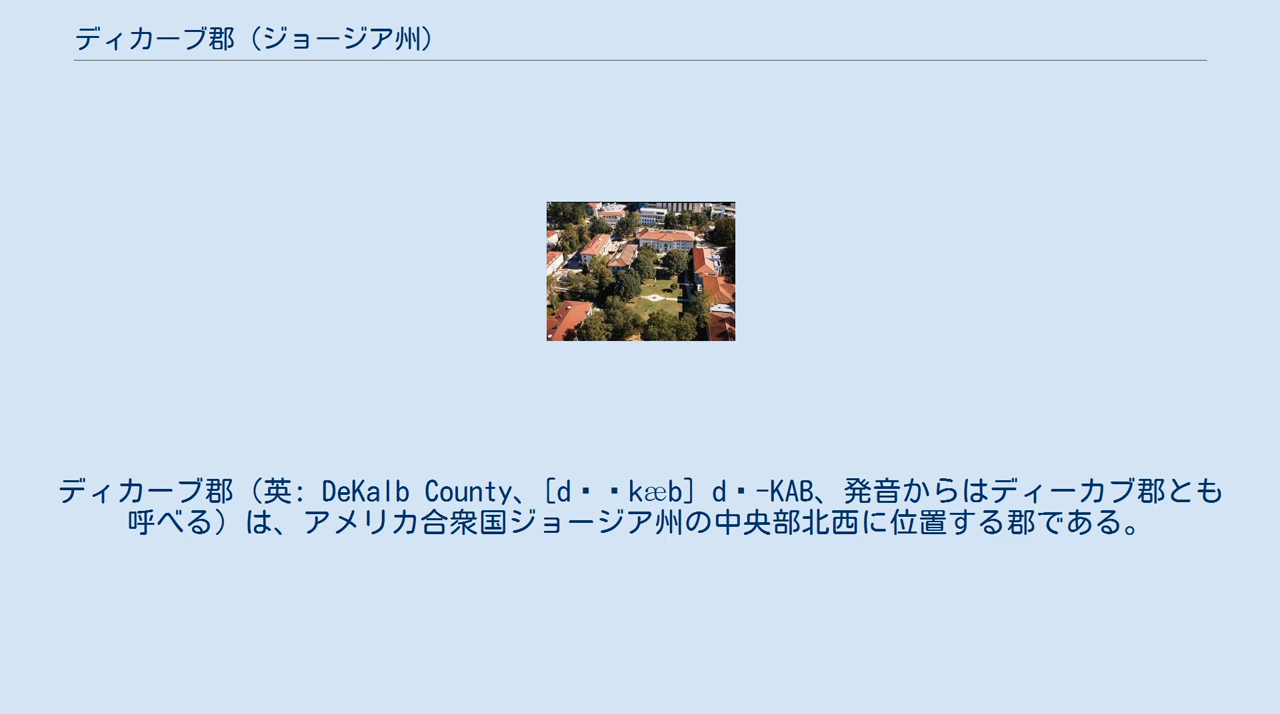 ディカーブ郡（ジョージア州）
ディカーブ郡（英: DeKalb County、[d▪▪kæb] d▪-KAB、発音からはディーカブ郡とも
呼べる）は、アメリカ合衆国ジョージア州の中央部北西に位置する郡である。